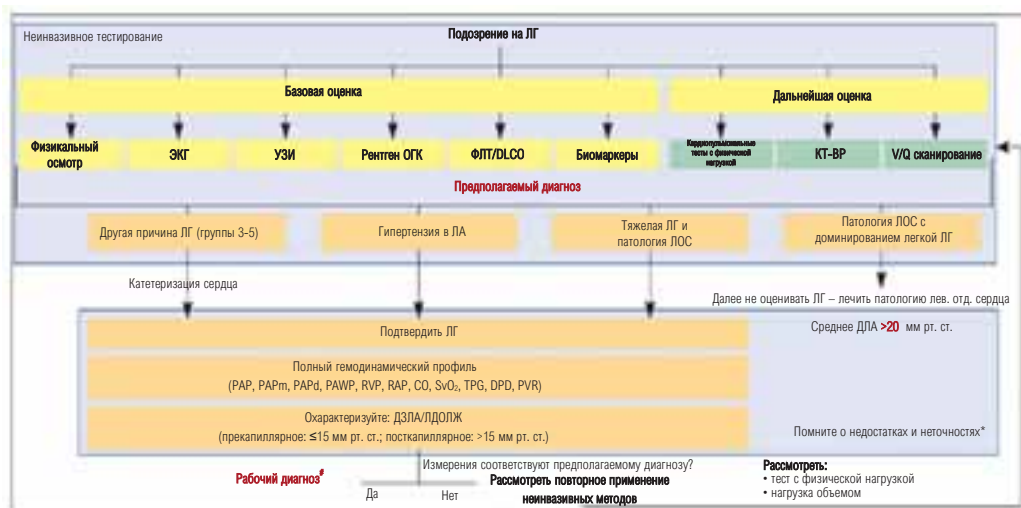 Неинвазивное тестирование
Подозрение на ЛГ
Базовая оценка
Дальнейшая оценка
Физикальный
осмотр
ЭКГ
УЗИ
Рентген ОГК
ФЛТ/DLCO
Биомаркеры
Кардиопульмональные
тесты с физической
нагрузкой
КТ-ВР
V/Q сканирование
Предполагаемый диагноз
Другая причина ЛГ (группы 3-5)
Гипертензия в ЛА
Тяжелая ЛГ и
патология ЛОС
Патология ЛОС с
доминированием легкой ЛГ
Катетеризация сердца
Далее не оценивать ЛГ – лечить патологию лев. отд. сердца
Подтвердить ЛГ
Среднее ДЛА >20 мм рт. ст.
Полный гемодинамический профиль
(PAP, PAPm, PAPd, PAWP, RVP, RAP, CO, SvO₂, TPG, DPD, PVR)
Охарактеризуйте: ДЗЛА/ЛДОЛЖ
(прекапиллярное: ≤15 мм рт. ст.; посткапиллярное: >15 мм рт. ст.)
Помните о недостатках и неточностях*
Измерения соответствуют предполагаемому диагнозу?
Рабочий диагноз#
Да
Нет
Рассмотреть повторное применение
неинвазивных методов
Рассмотреть:
• тест с физической нагрузкой
• нагрузка объемом